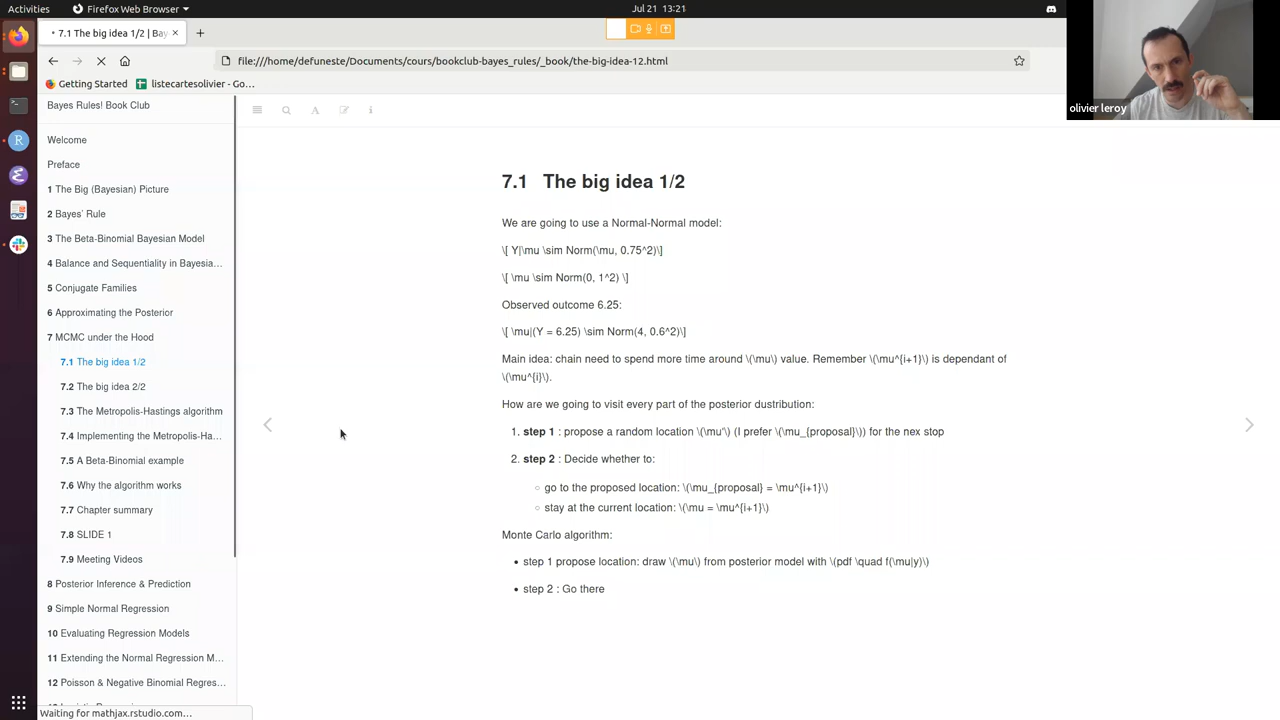 Activities
Firefox Web Browser
Jul 21 13:21
7.1 The big idea 1/2 | Bay
file:///home/defuneste/Documents/cours/bookclub-bayes_rules/_book/the-big-idea-12.html
Getting Started
listecartesolivier - Go…
olivier leroy
Bayes Rules! Book Club
Welcome
Preface
1 The Big (Bayesian) Picture
2 Bayes' Rule
3 The Beta-Binomial Bayesian Model
4 Balance and Sequentiality in Bayesia…
5 Conjugate Families
6 Approximating the Posterior
7 MCMC under the Hood
7.1 The big idea 1/2
7.2 The big idea 2/2
7.3 The Metropolis-Hastings algorithm
7.4 Implementing the Metropolis-Ha…
7.5 A Beta-Binomial example
7.6 Why the algorithm works
7.7 Chapter summary
7.8 SLIDE 1
7.9 Meeting Videos
8 Posterior Inference & Prediction
9 Simple Normal Regression
10 Evaluating Regression Models
11 Extending the Normal Regression M…
12 Poisson & Negative Binomial Regres…
Waiting for mathjax.rstudio.com…
7.1 The big idea 1/2
We are going to use a Normal-Normal model:
\[ Y|\mu \sim Norm(\mu, 0.75^2)\]
\[ \mu \sim Norm(0, 1^2) \]
Observed outcome 6.25:
\[ \mu|(Y = 6.25) \sim Norm(4, 0.6^2)\]
Main idea: chain need to spend more time around \(\mu\) value. Remember \(\mu^{i+1}\) is dependant of
\(\mu^{i}\).
How are we going to visit every part of the posterior dustribution:
1. step 1 : propose a random location \(\mu'\) (I prefer \(\mu_{proposal}\)) for the nex stop
2. step 2 : Decide whether to:
○ go to the proposed location: \(\mu_{proposal} = \mu^{i+1}\)
○ stay at the current location: \(\mu = \mu^{i+1}\)
Monte Carlo algorithm:
• step 1 propose location: draw \(\mu\) from posterior model with \(pdf \quad f(\mu|y)\)
• step 2 : Go there